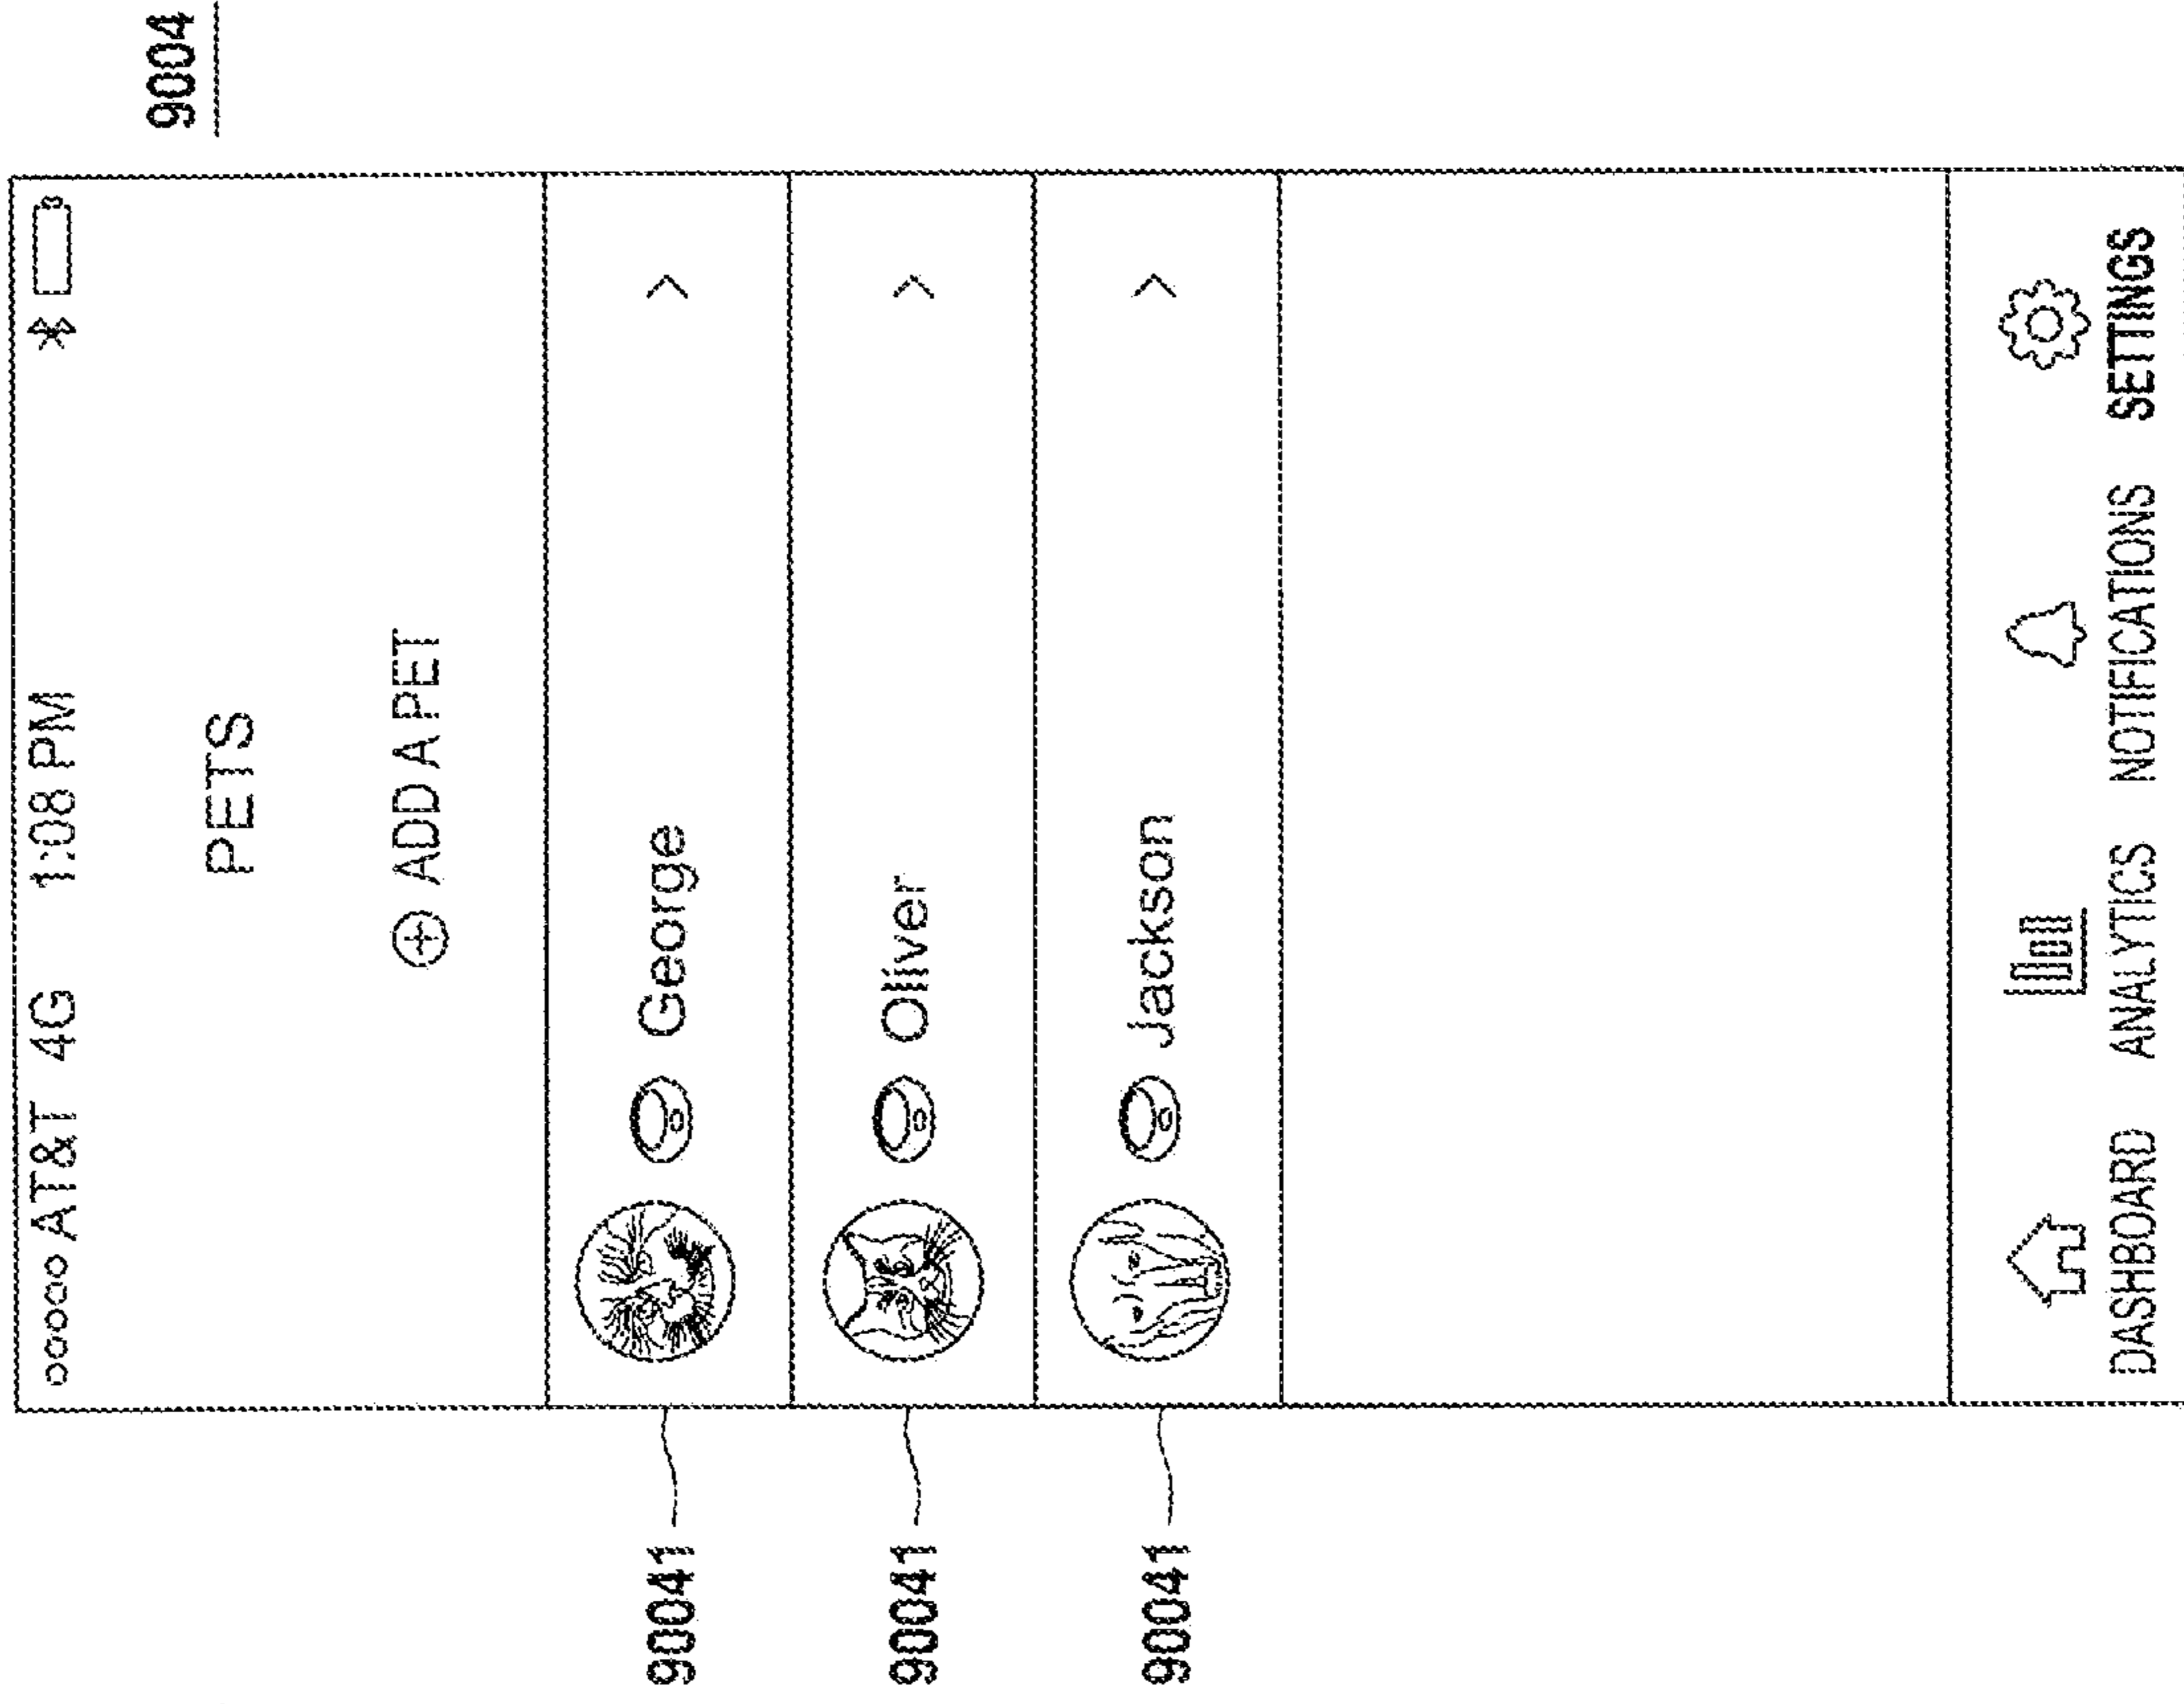 9004
AT&T 4G 1:08 PM
PETS
ADD A PET
90041 George
90041 Oliver
90041 Jackson
DASHBOARD ANALYTICS NOTIFICATIONS SETTINGS